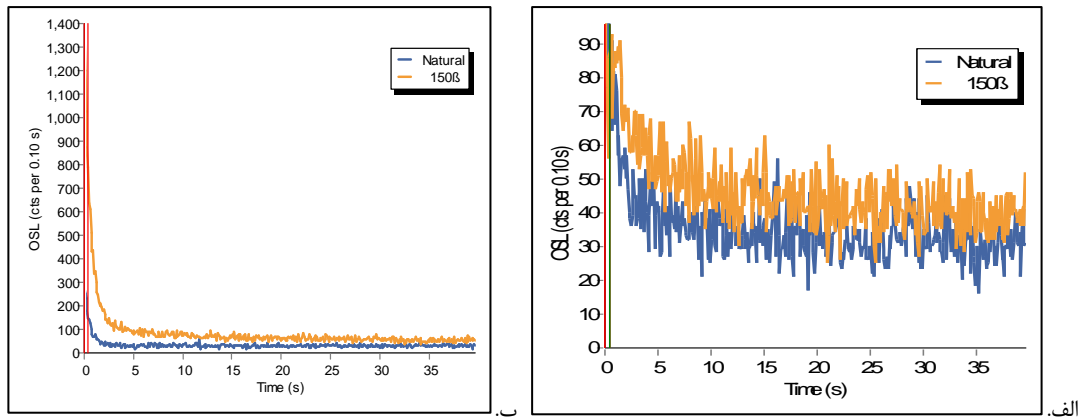 1,400
1,300
1,200
1,100
1,000
900
800
700
600
500
400
300
200
100
0
OSL (cts per 0.10 s)
0 5 10 15 20 25 30 35
Time (s)
Natural
150ß
ب.
90
80
70
60
50
40
30
20
10
0
OSL (cts per 0.10 s)
0 5 10 15 20 25 30 35
Time (s)
Natural
150ß
الف.